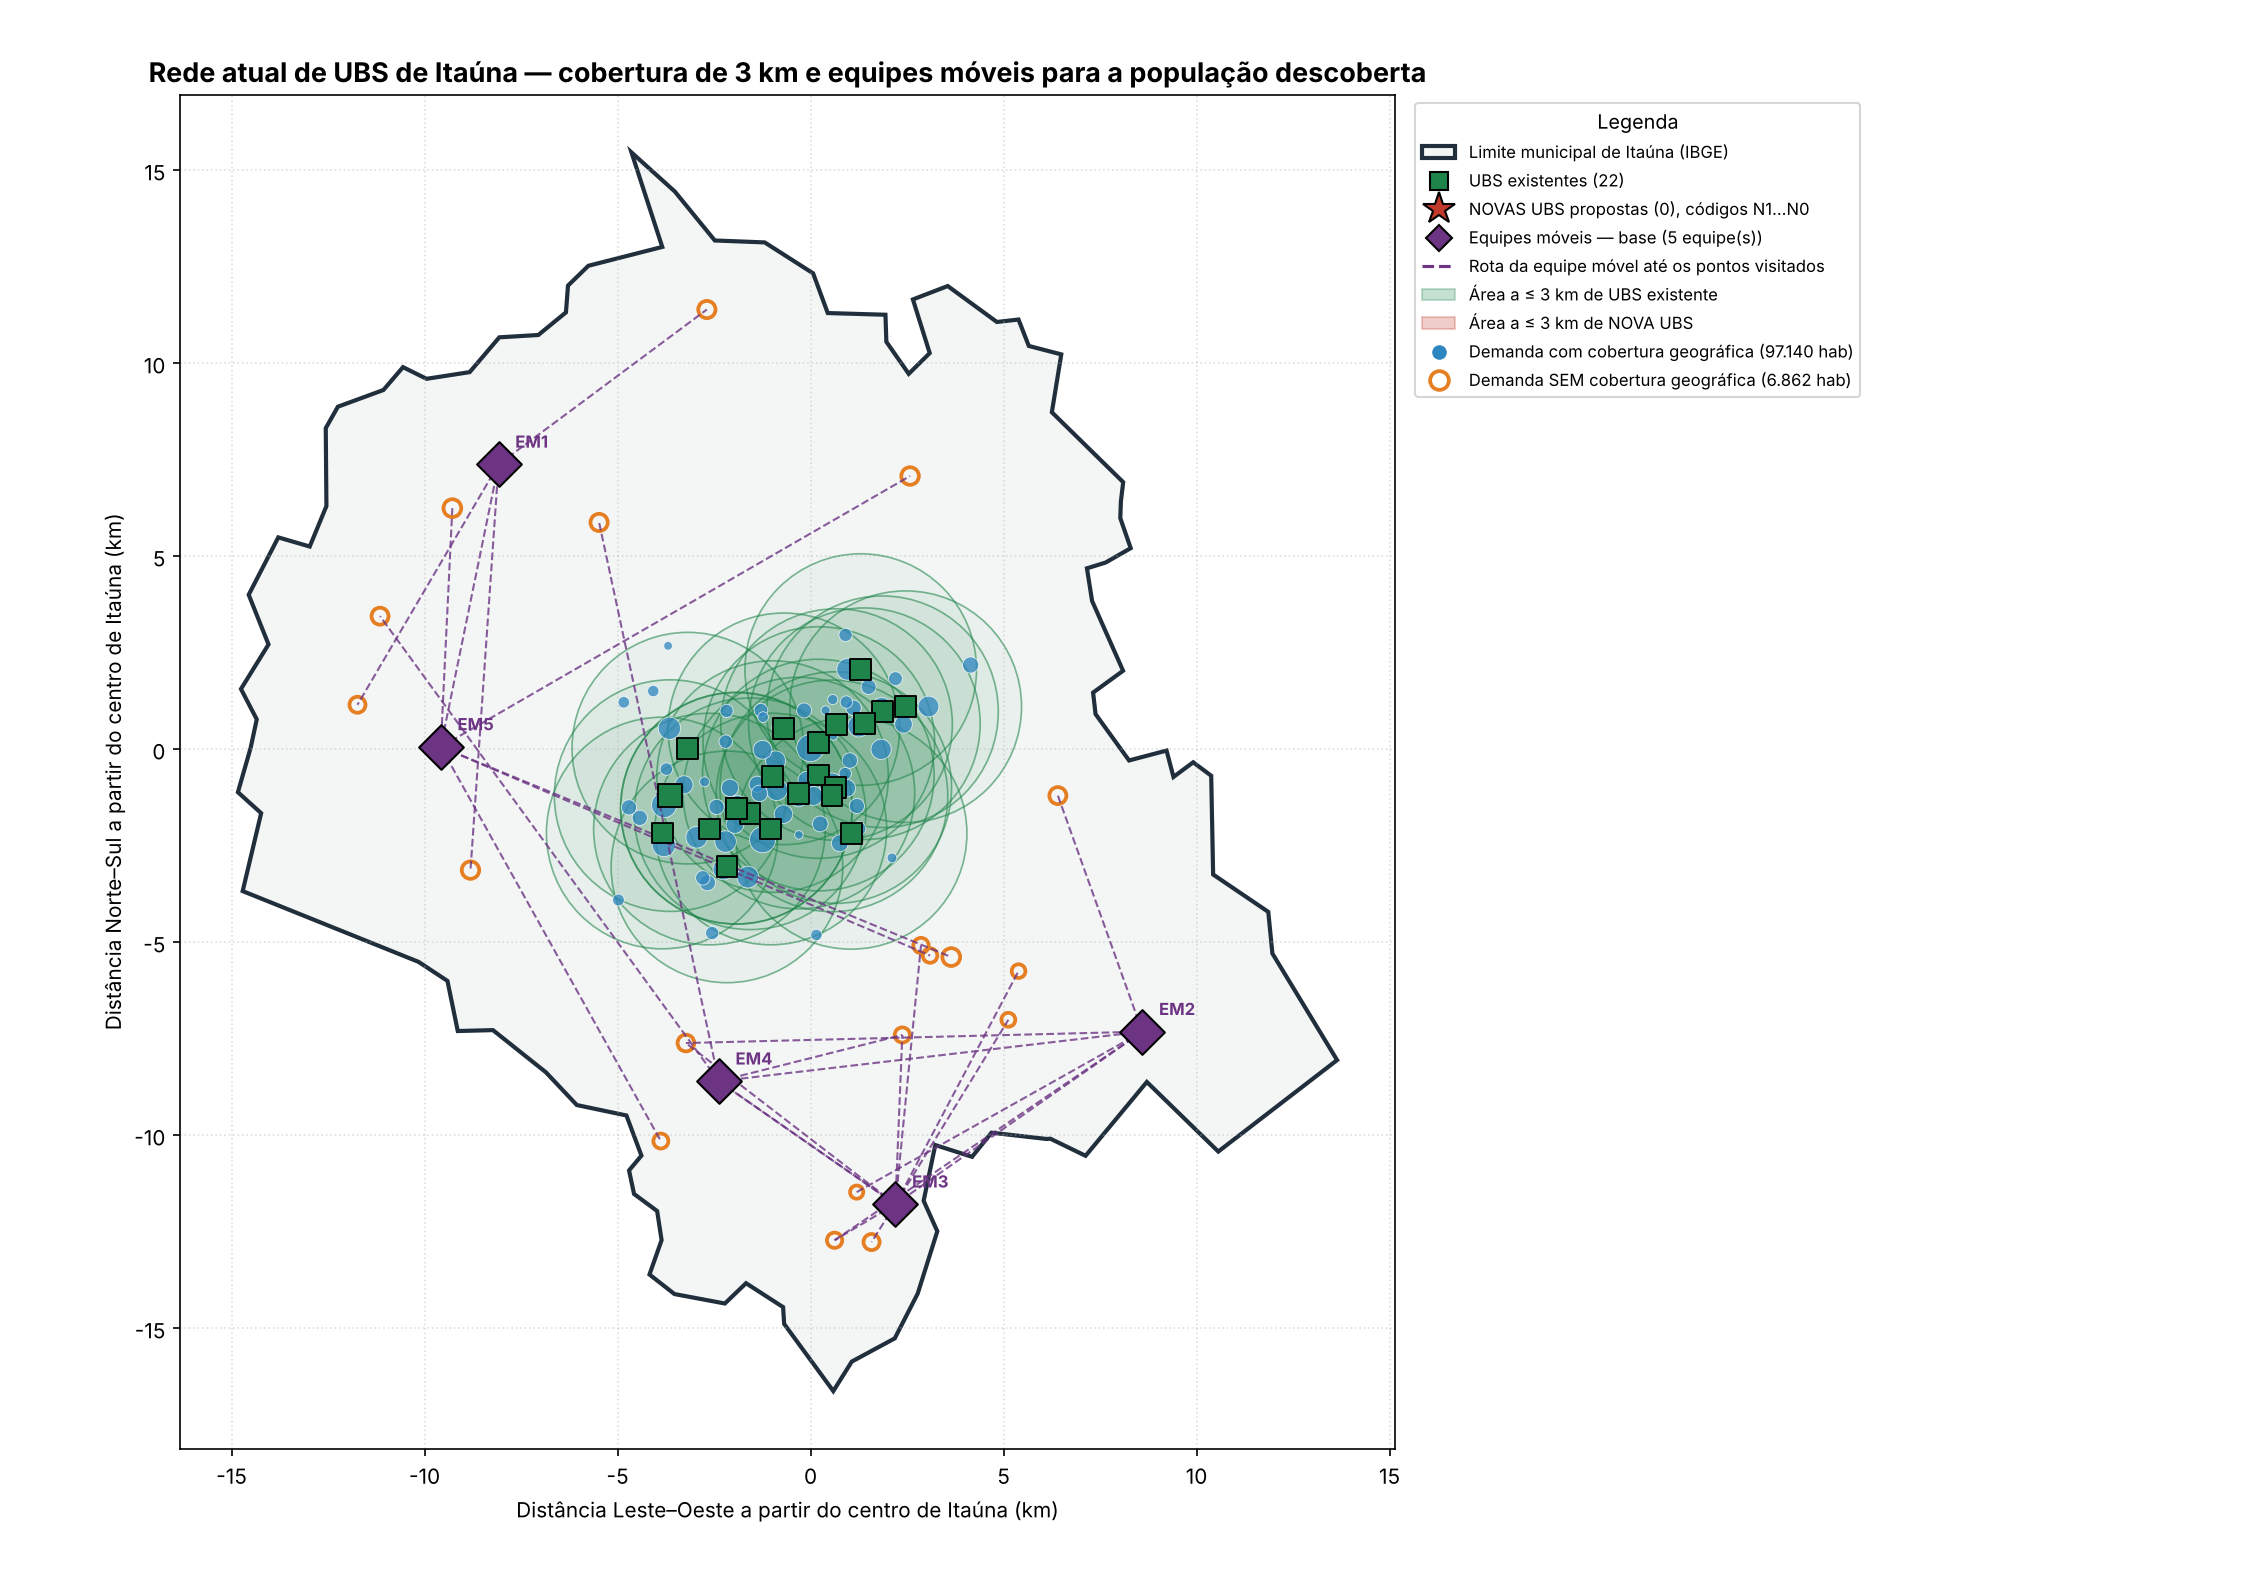 Rede atual de UBS de Itaúna — cobertura de 3 km e equipes móveis para a população descoberta
Legenda
Limite municipal de Itaúna (IBGE)
UBS existentes (22)
NOVAS UBS propostas (0), códigos N1...N0
Equipes móveis — base (5 equipe(s))
Rota da equipe móvel até os pontos visitados
Área a ≤ 3 km de UBS existente
Área a ≤ 3 km de NOVA UBS
Demanda com cobertura geográfica (97.140 hab)
Demanda SEM cobertura geográfica (6.862 hab)
Distância Norte–Sul a partir do centro de Itaúna (km)
15
10
5
0
-5
-10
-15
EM1
EM5
EM2
EM4
EM3
-15
-10
-5
0
5
10
15
Distância Leste–Oeste a partir do centro de Itaúna (km)